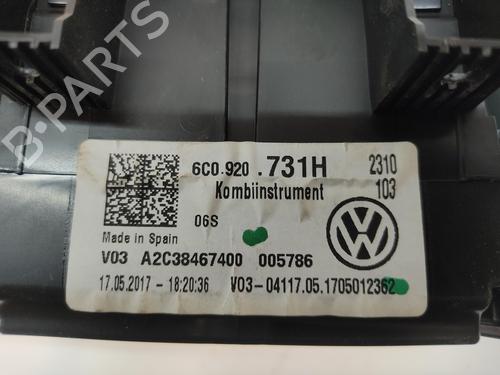 B-PARTS
6C0.920 .731H 2310
Kombiinstrument 103
06S
Made in Spain
V03 A2C38467400 005786
17.05.2017 - 18:20:36 V03-04117.05.1705012362